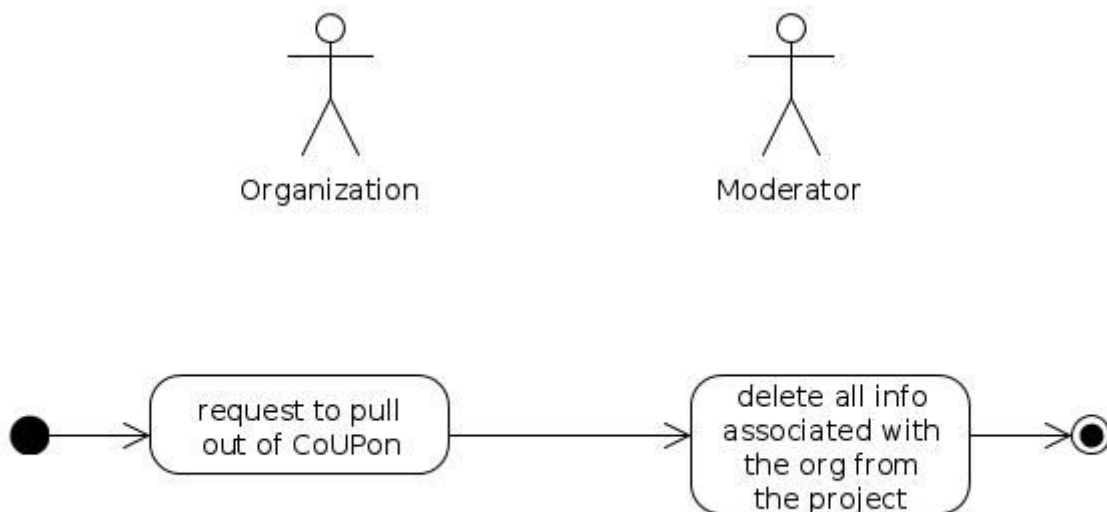 Organization
Moderator
request to pull
out of CoUPon
delete all info
associated with
the org from
the project